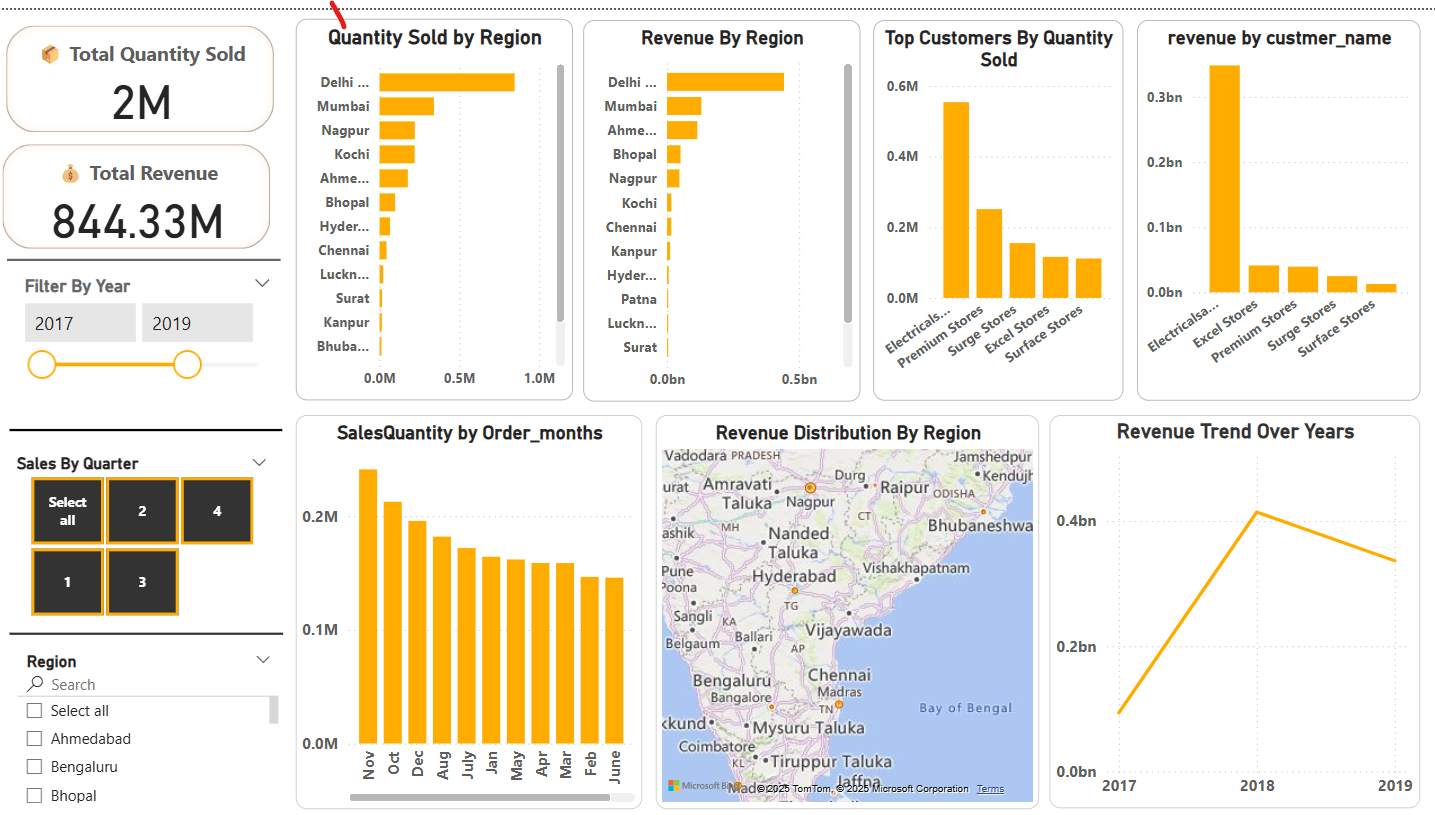 Total Quantity Sold
2M
Total Revenue
844.33M
Filter By Year
2017
2019
Sales By Quarter
Select
all
2
4
1
3
Region
Search
Select all
Ahmedabad
Bengaluru
Bhopal
Quantity Sold by Region
Delhi ...
Mumbai
Nagpur
Kochi
Ahme...
Bhopal
Hyder...
Chennai
Luckn...
Surat
Kanpur
Bhuba...
0.0M
0.5M
1.0M
Revenue By Region
Delhi ...
Mumbai
Ahme...
Bhopal
Nagpur
Kochi
Chennai
Kanpur
Hyder...
Patna
Luckn...
Surat
0.0bn
0.5bn
Top Customers By Quantity
Sold
0.6M
0.4M
0.2M
0.0M
Electricals...
Premium Stores
Surge Stores
Excel Stores
Surface Stores
revenue by custmer_name
0.3bn
0.2bn
0.1bn
0.0bn
Electricalsa...
Excel Stores
Premium Stores
Surge Stores
Surface Stores
SalesQuantity by Order_months
0.2M
0.1M
0.0M
Nov
Oct
Dec
Aug
July
Jan
May
Apr
Mar
Feb
June
Revenue Distribution By Region
Vadodara PRADESH
Jamshedpur
urat
Amravati
Taluka
Nagpur
Durg
Raipur
Kendujh
ODISHA
CT
Bhubaneshwa
ashik
MH
Nanded
Taluka
Pune
Poona
Hyderabad
Vishakhapatnam
TG
Sangli
KA
Belgaum
Ballari
AP
Vijayawada
Bengaluru
Bangalore
Chennai
Madras
TN
Bay of Bengal
kkund
Mysuru Taluka
Coimbatore
KL
Tiruppur Taluka
Jaffna
Microsoft Bi
Mad
© 2025 TomTom, © 2025 Microsoft Corporation
Terms
Revenue Trend Over Years
0.4bn
0.2bn
0.0bn
2017
2018
2019